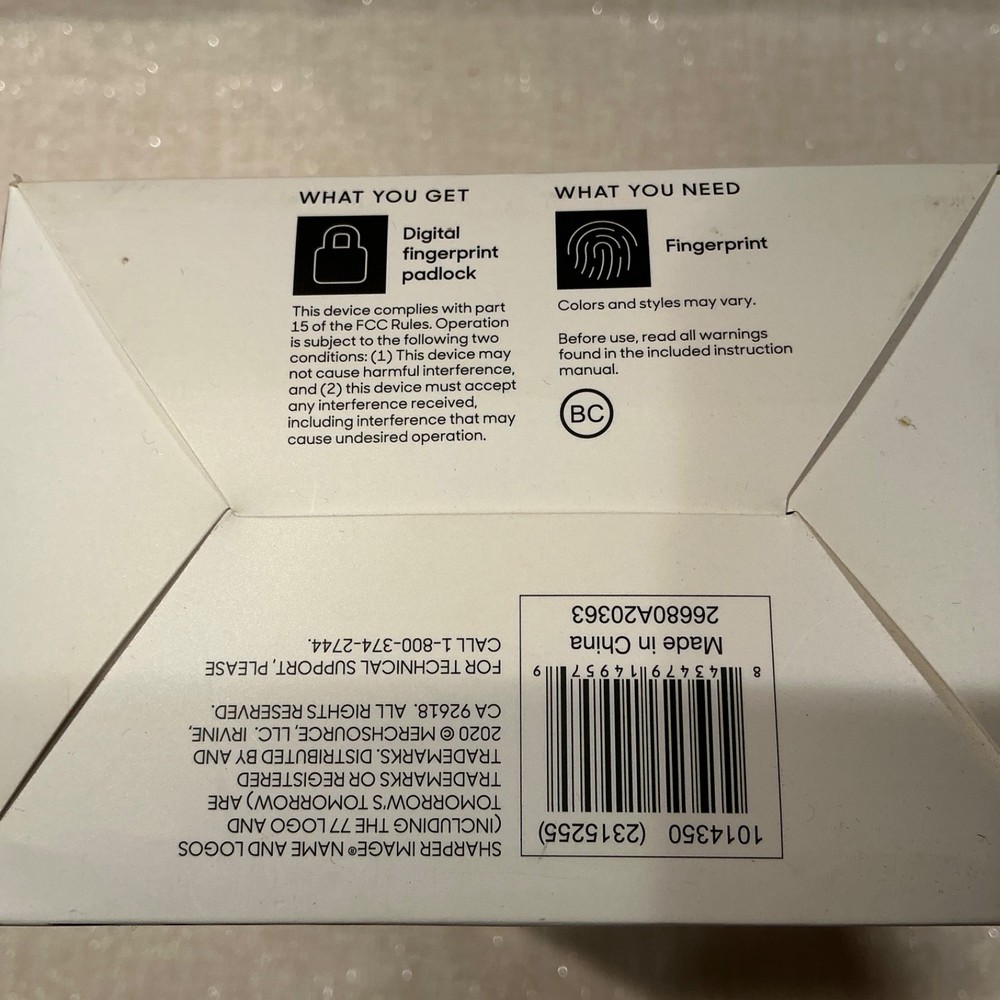 WHAT YOU GET
Digital
fingerprint
padlock
This device complies with part
15 of the FCC Rules. Operation
is subject to the following two
conditions: (1) This device may
not cause harmful interference,
and (2) this device must accept
any interference received,
including interference that may
cause undesired operation.
WHAT YOU NEED
Fingerprint
Colors and styles may vary.
Before use, read all warnings
found in the included instruction
manual.
BC
1014350 (2315255)
8 43479 14957 9
Made in China
26680A20363
SHARPER IMAGE® NAME AND LOGOS
(INCLUDING THE 77 LOGO AND
TOMORROW'S TOMORROW) ARE
TRADEMARKS OR REGISTERED
TRADEMARKS. DISTRIBUTED BY AND
2020 © MERCHSOURCE, LLC, IRVINE,
CA 92618. ALL RIGHTS RESERVED.
FOR TECHNICAL SUPPORT, PLEASE
CALL 1-800-374-2744.